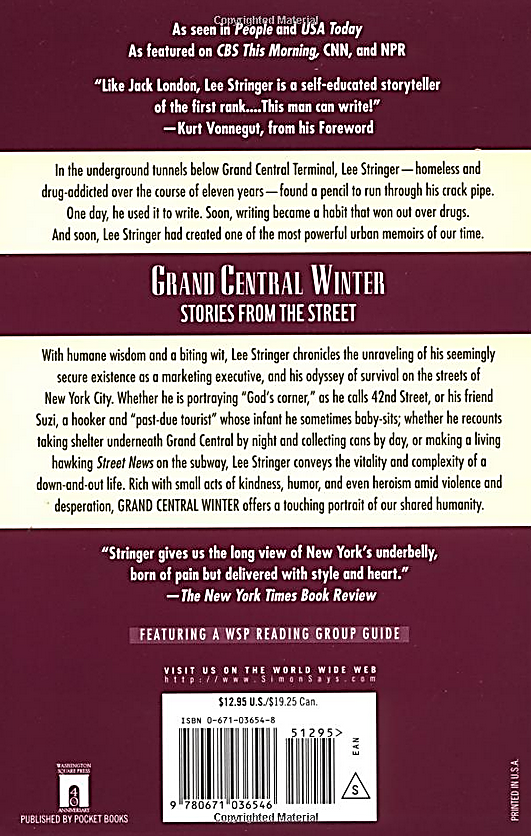 Copyrighted Material
As seen in People and USA Today
As featured on CBS This Morning, CNN, and NPR
“Like Jack London, Lee Stringer is a self-educated storyteller
of the first rank....This man can write!”
—Kurt Vonnegut, from his Foreword
In the underground tunnels below Grand Central Terminal, Lee Stringer—homeless and
drug-addicted over the course of eleven years—found a pencil to run through his crack pipe.
One day, he used it to write. Soon, writing became a habit that won out over drugs.
And soon, Lee Stringer had created one of the most powerful urban memoirs of our time.
GRAND CENTRAL WINTER
STORIES FROM THE STREET
With humane wisdom and a biting wit, Lee Stringer chronicles the unraveling of his seemingly
secure existence as a marketing executive, and his odyssey of survival on the streets of
New York City. Whether he is portraying “God’s corner,” as he calls 42nd Street, or his friend
Suzi, a hooker and “past-due tourist” whose infant he sometimes baby-sits; whether he recounts
taking shelter underneath Grand Central by night and collecting cans by day, or making a living
hawking Street News on the subway, Lee Stringer conveys the vitality and complexity of a
down-and-out life. Rich with small acts of kindness, humor, and even heroism amid violence and
desperation, GRAND CENTRAL WINTER offers a touching portrait of our shared humanity.
“Stringer gives us the long view of New York’s underbelly,
born of pain but delivered with style and heart.”
—The New York Times Book Review
FEATURING A WSP READING GROUP GUIDE
VISIT US ON THE WORLD WIDE WEB
http://www.SimonSays.com
$12.95 U.S./$19.25 Can.
ISBN 0-671-03654-8
51295>
EAN
S
9 780671 036546
WASHINGTON
SQUARE PRESS
40
ANNIVERSARY
PUBLISHED BY POCKET BOOKS
PRINTED IN U.S.A.
Copyrighted Material